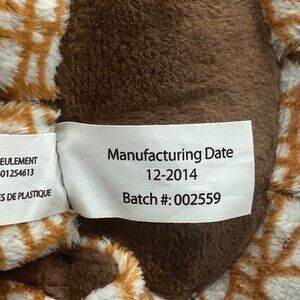 EULEMENT
01254613
ES DE PLASTIQUE
Manufacturing Date
12-2014
Batch #: 002559